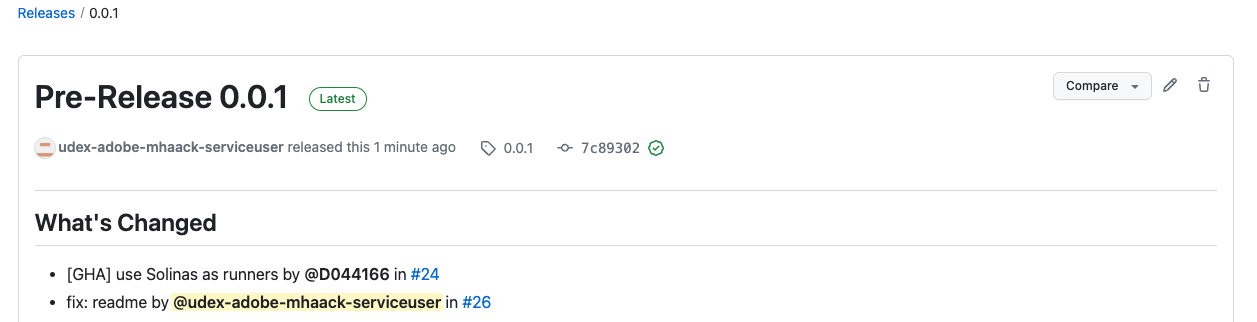 Releases / 0.0.1
Pre-Release 0.0.1 Latest
Compare
udex-adobe-mhaack-serviceuser released this 1 minute ago 0.0.1 7c89302
What's Changed
• [GHA] use Solinas as runners by @D044166 in #24
• fix: readme by @udex-adobe-mhaack-serviceuser in #26